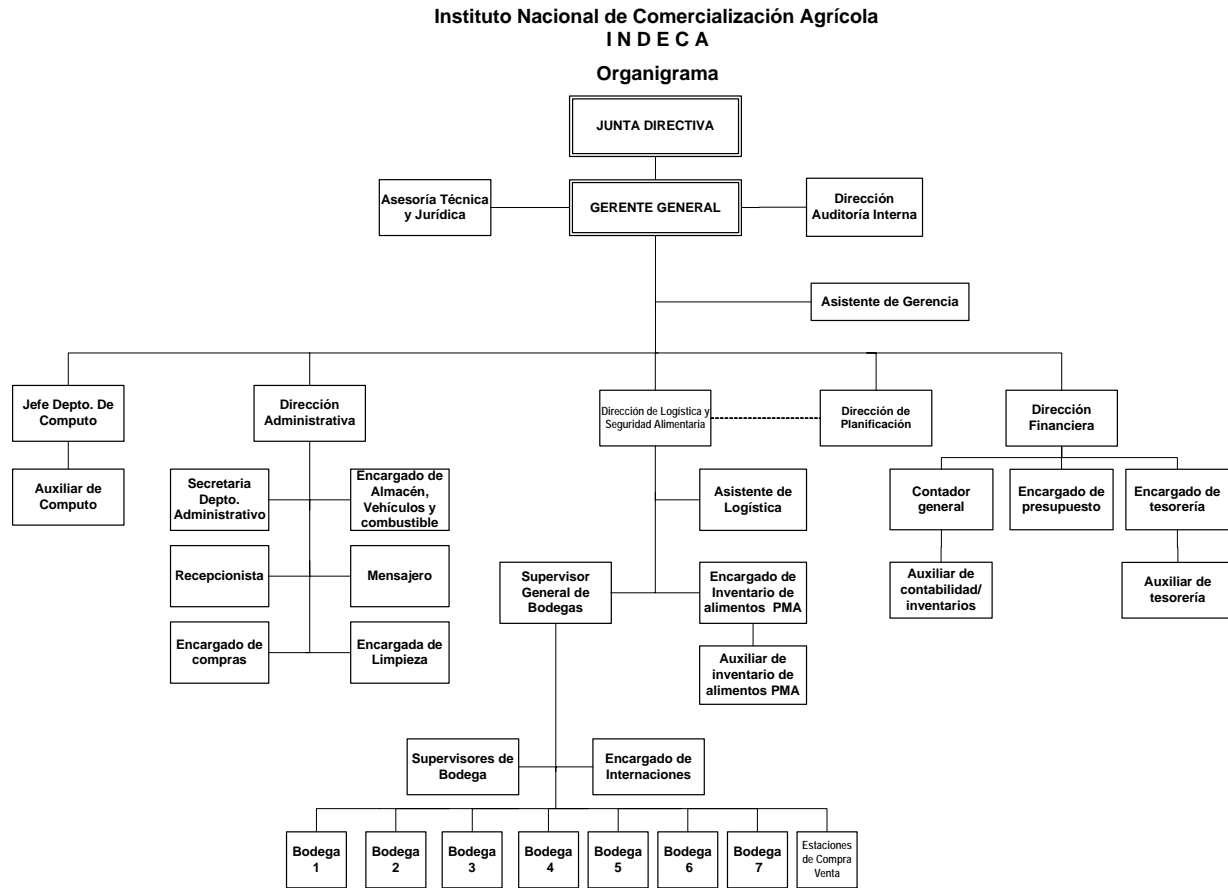 Instituto Nacional de Comercialización Agrícola
I N D E C A
Organigrama
JUNTA DIRECTIVA
Asesoría Técnica
y Jurídica
GERENTE GENERAL
Dirección
Auditoría Interna
Asistente de Gerencia
Jefe Depto. De
Computo
Dirección
Administrativa
Dirección de Logística y
Seguridad Alimentaria
Dirección de
Planificación
Dirección
Financiera
Auxiliar de
Computo
Secretaria
Depto.
Administrativo
Encargado de
Almacén,
Vehículos y
combustible
Asistente de
Logística
Contador
general
Encargado de
presupuesto
Encargado de
tesorería
Recepcionista
Mensajero
Supervisor
General de
Bodegas
Encargado de
Inventario de
alimentos PMA
Auxiliar de
contabilidad/
inventarios
Auxiliar de
tesorería
Encargado de
compras
Encargada de
Limpieza
Auxiliar de
inventario de
alimentos PMA
Supervisores de
Bodega
Encargado de
Internaciones
Bodega
1
Bodega
2
Bodega
3
Bodega
4
Bodega
5
Bodega
6
Bodega
7
Estaciones
de Compra
Venta